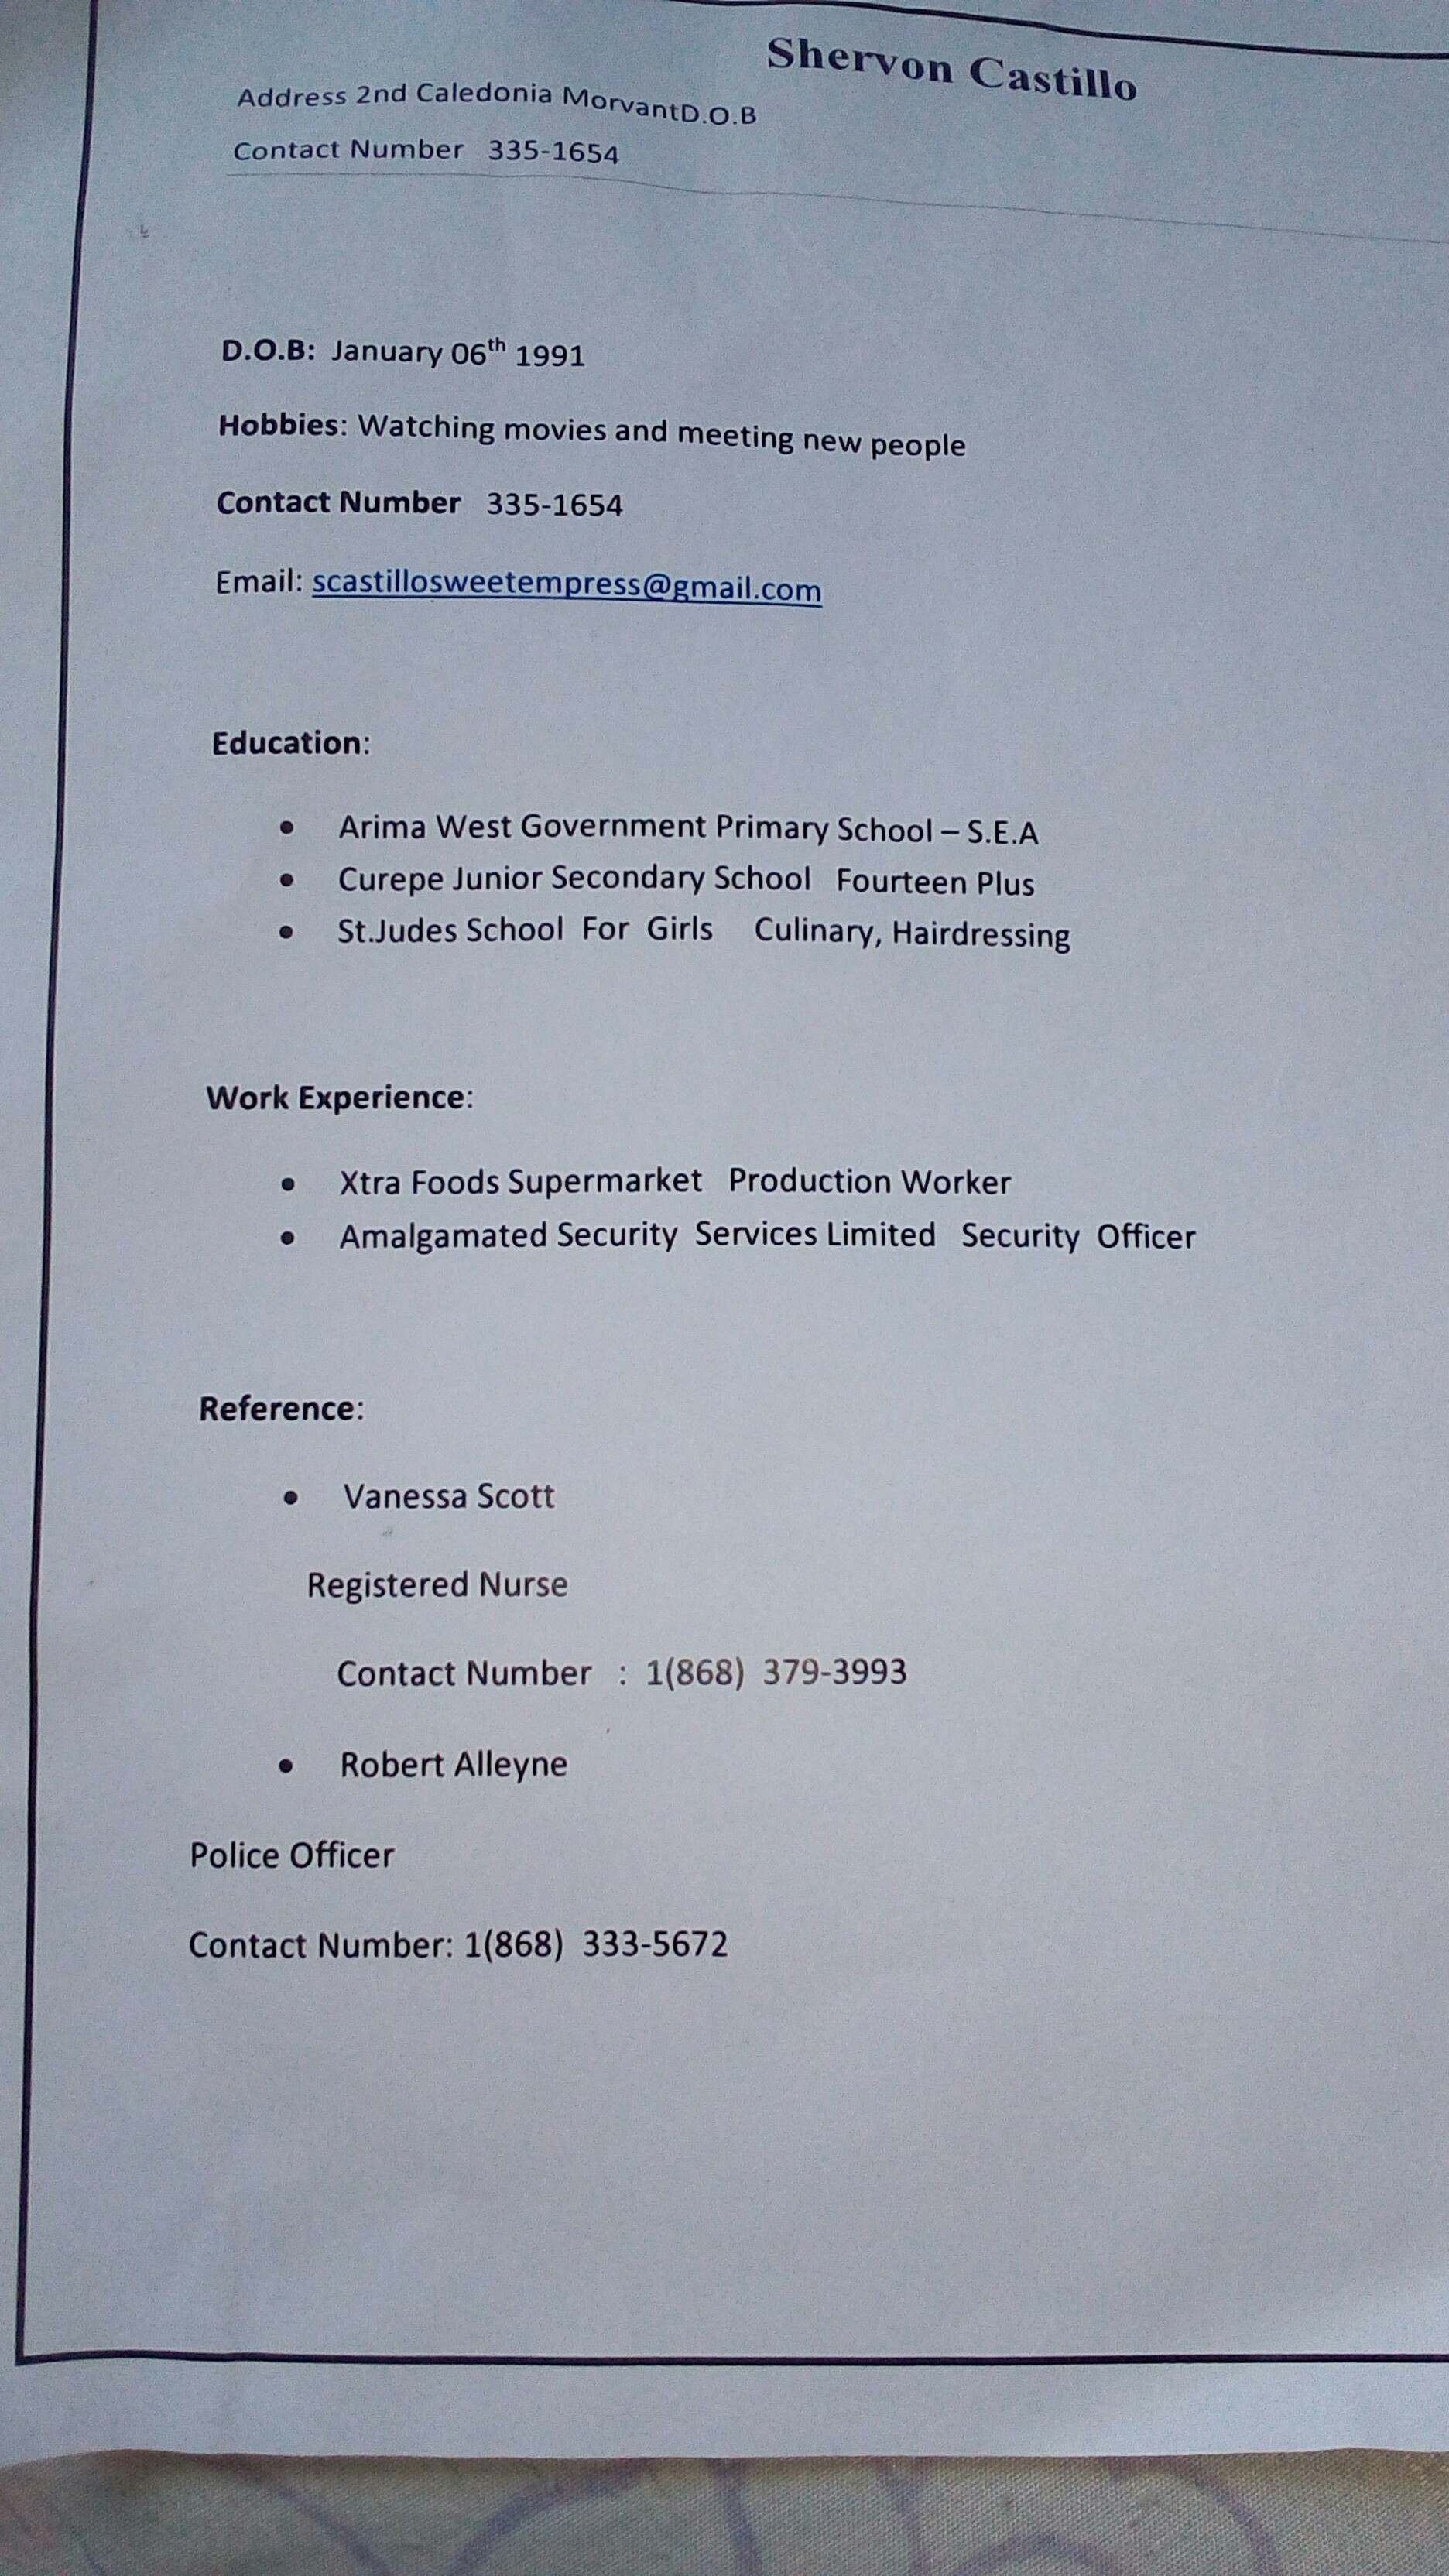 Shervon Castillo
Address 2nd Caledonia MorvantD.O.B
Contact Number 335-1654
D.O.B: January 06th 1991
Hobbies: Watching movies and meeting new people
Contact Number 335-1654
Email: scastillosweetempress@gmail.com
Education:
• Arima West Government Primary School – S.E.A
• Curepe Junior Secondary School Fourteen Plus
• St.Judes School For Girls Culinary, Hairdressing
Work Experience:
• Xtra Foods Supermarket Production Worker
• Amalgamated Security Services Limited Security Officer
Reference:
• Vanessa Scott
Registered Nurse
Contact Number : 1(868) 379-3993
• Robert Alleyne
Police Officer
Contact Number: 1(868) 333-5672